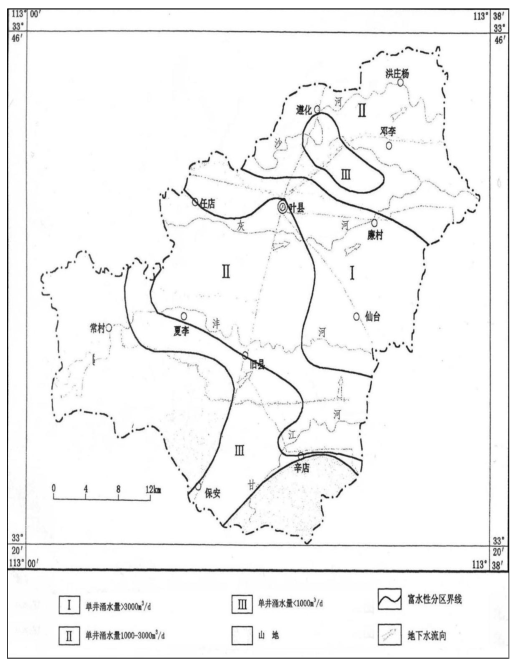 113° 00′ 113° 38′
33° 46′ 33° 46′
洪庄杨
遵化 河 Ⅱ
沙 邓李
Ⅲ
任店 叶县
灰 河 廉村
Ⅱ Ⅰ
仙台
常村 夏李 洋 河
旧县
河
江
Ⅲ 辛店
保安 甘
0 4 8 12km
33° 20′ 33° 20′
113° 00′ 113° 38′
Ⅰ 单井涌水量>3000m³/d Ⅲ 单井涌水量<1000m³/d 富水性分区界线
Ⅱ 单井涌水量1000-3000m³/d 山 地 地下水流向